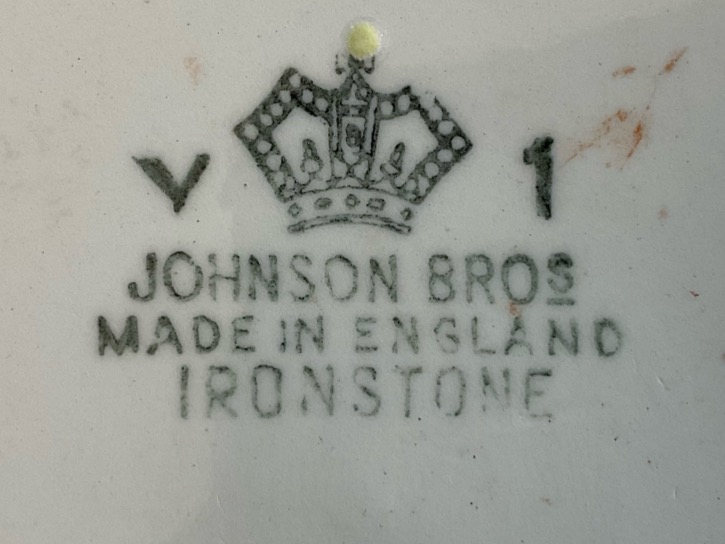 V 1
JOHNSON BROS
MADE IN ENGLAND
IRONSTONE